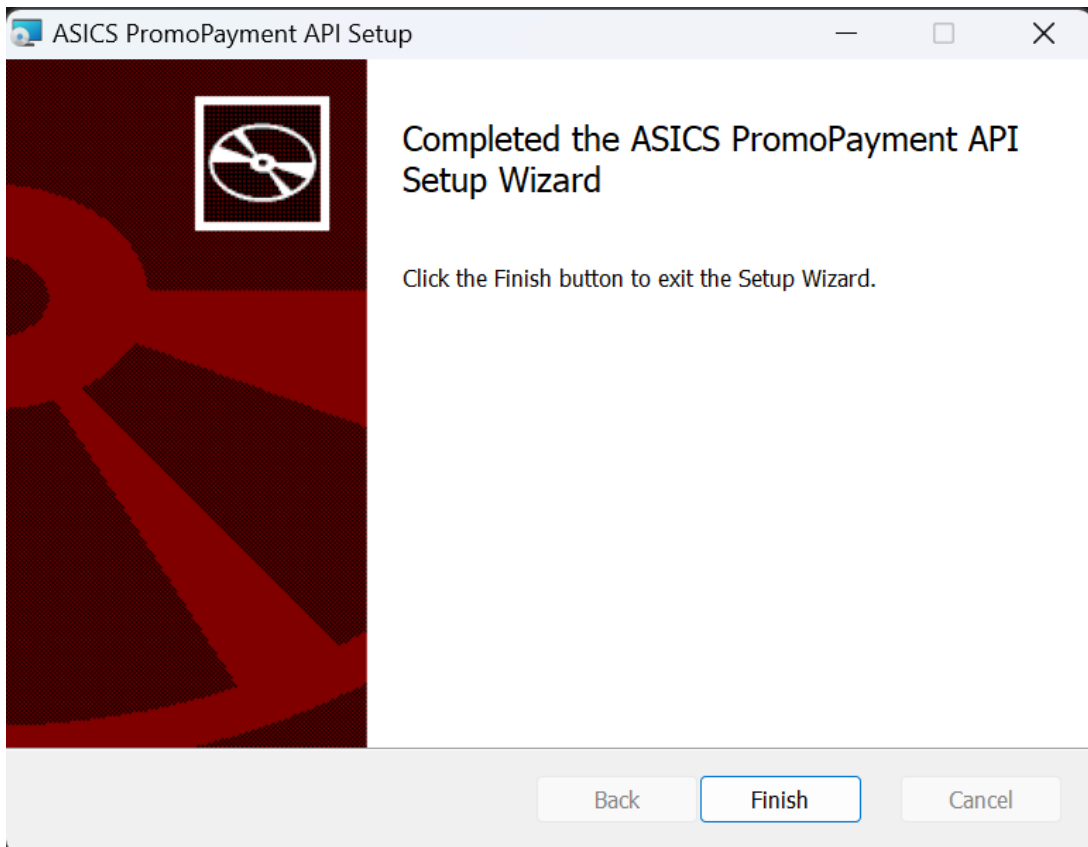 ASICS PromoPayment API Setup
Completed the ASICS PromoPayment API
Setup Wizard
Click the Finish button to exit the Setup Wizard.
Back
Finish
Cancel